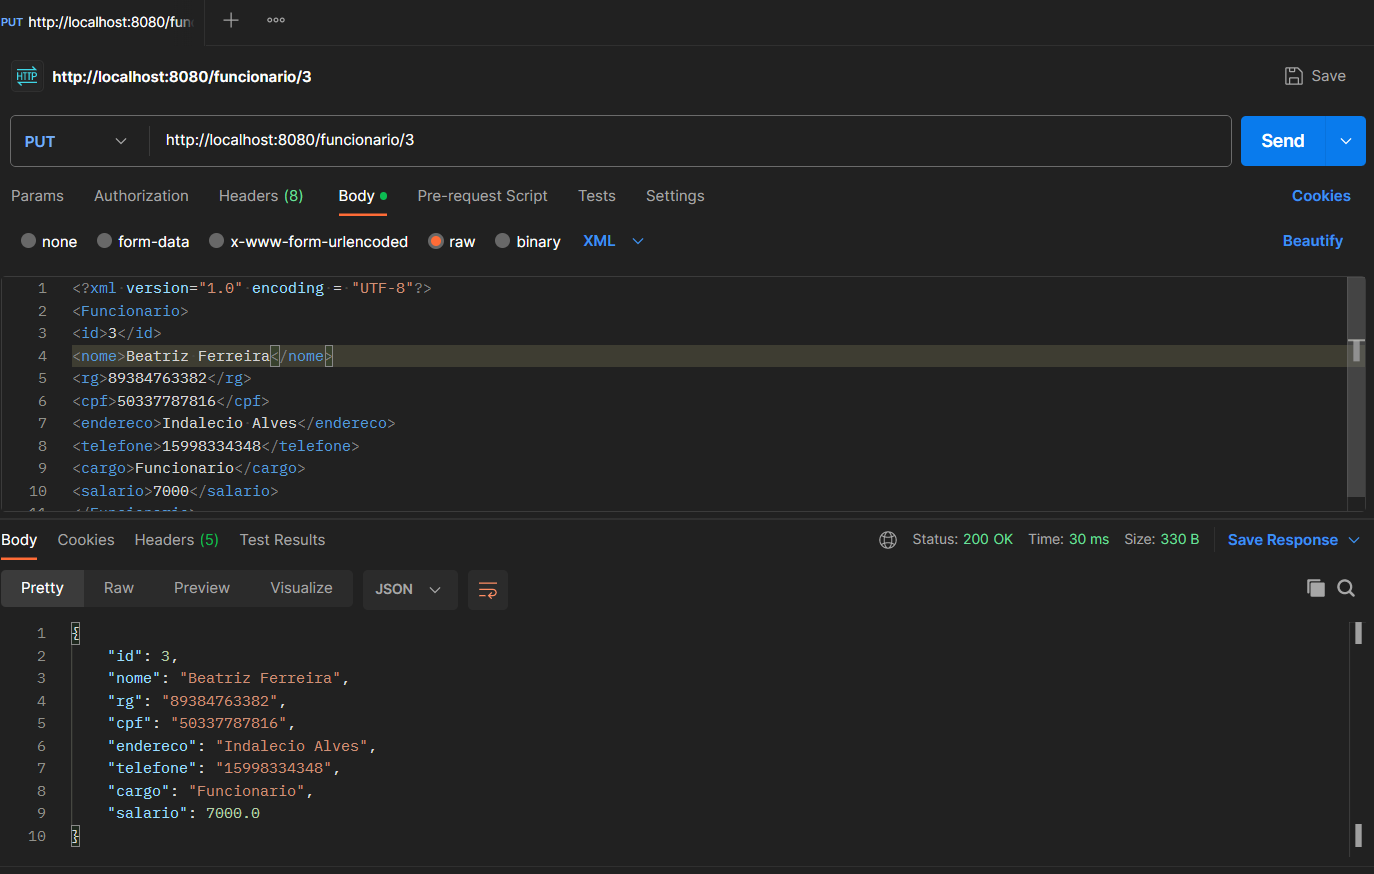 PUT http://localhost:8080/fun
HTTP http://localhost:8080/funcionario/3
Save
PUT http://localhost:8080/funcionario/3
Send
Params Authorization Headers (8) Body Pre-request Script Tests Settings Cookies
none form-data x-www-form-urlencoded raw binary XML Beautify
1 <?xml version="1.0" encoding = "UTF-8"?>
2 <Funcionario>
3 <id>3</id>
4 <nome>Beatriz Ferreira</nome>
5 <rg>89384763382</rg>
6 <cpf>50337787816</cpf>
7 <endereco>Indalecio Alves</endereco>
8 <telefone>15998334348</telefone>
9 <cargo>Funcionario</cargo>
10 <salario>7000</salario>
11 </Funcionario>
Body Cookies Headers (5) Test Results Status: 200 OK Time: 30 ms Size: 330 B Save Response
Pretty Raw Preview Visualize JSON
1 {
2 "id": 3,
3 "nome": "Beatriz Ferreira",
4 "rg": "89384763382",
5 "cpf": "50337787816",
6 "endereco": "Indalecio Alves",
7 "telefone": "15998334348",
8 "cargo": "Funcionario",
9 "salario": 7000.0
10 }